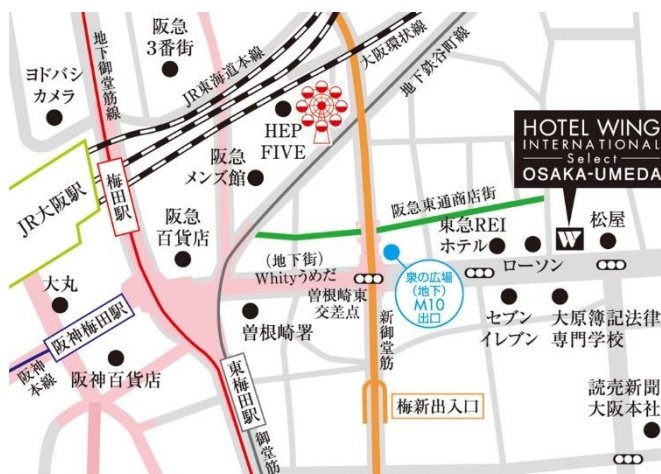 阪急
3番街
ヨドバシ
カメラ
地下御堂筋線
JR東海道本線
大阪環状線
地下鉄谷町線
HEP
FIVE
阪急
メンズ館
HOTEL WING
INTERNATIONAL
Select
OSAKA-UMEDA
W
JR大阪駅
梅田駅
阪急
百貨店
阪急東通商店街
東急REI
ホテル
ローソン
松屋
(地下街)
Whityうめだ
曽根崎東
交差点
泉の広場
(地下)
M10
出口
大丸
阪神梅田駅
阪神
本線
阪神百貨店
曽根崎署
新御堂筋
セブン
イレブン
大原簿記法律
専門学校
東梅田駅
御堂筋
梅新出入口
読売新聞
大阪本社